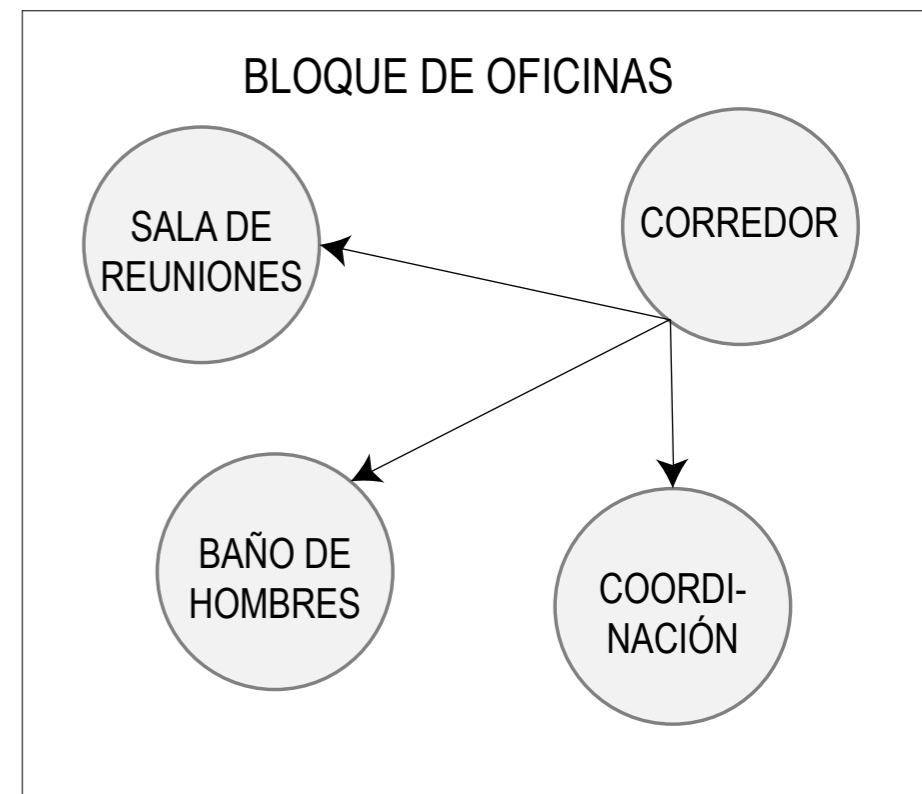 BLOQUE DE OFICINAS
SALA DE
REUNIONES
CORREDOR
BAÑO DE
HOMBRES
COORDI-
NACIÓN